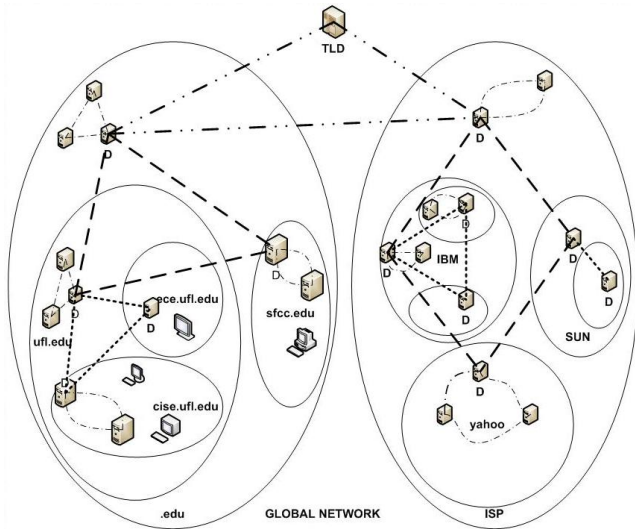 TLD
D
D
IBM
D
D
D
D
D
ece.ufl.edu
D
sfcc.edu
D
D
ufl.edu
SUN
D
cise.ufl.edu
yahoo
.edu
GLOBAL NETWORK
ISP